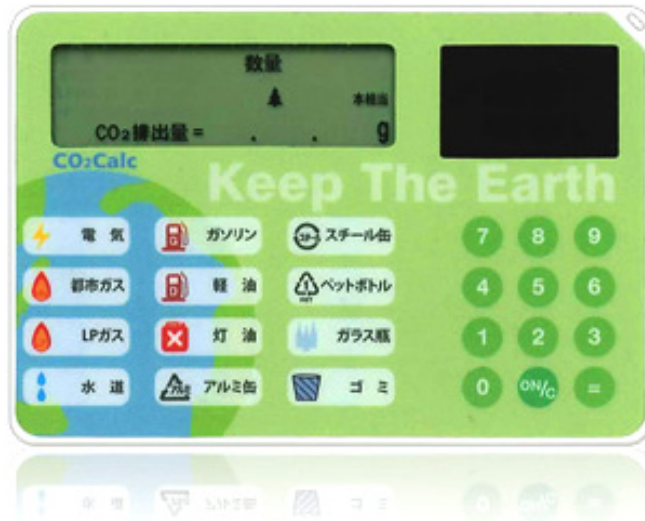 数量
本相当
CO₂排出量 = . . g
CO₂Calc
Keep The Earth
電気 ガソリン スチール缶 7 8 9
都市ガス 軽油 ペットボトル 4 5 6
LPガス 灯油 ガラス瓶 1 2 3
水道 アルミ缶 ゴミ 0 ON/C =